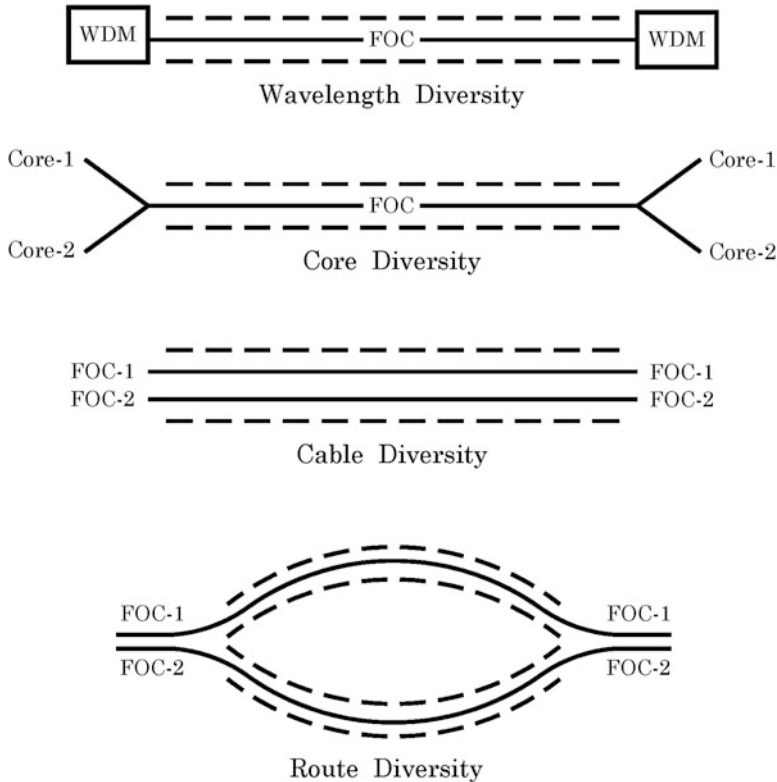 WDM FOC WDM
Wavelength Diversity
Core-1 Core-1
FOC
Core-2 Core-2
Core Diversity
FOC-1 FOC-1
FOC-2 FOC-2
Cable Diversity
FOC-1 FOC-1
FOC-2 FOC-2
Route Diversity